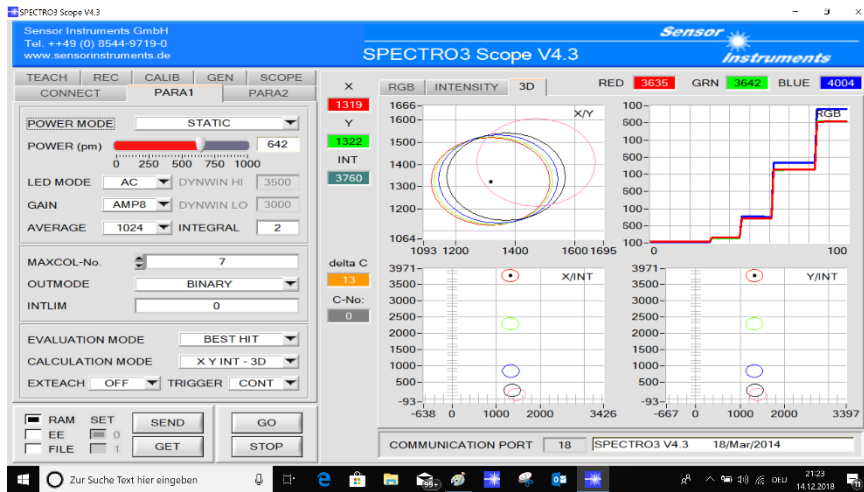 SPECTRO3 Scope V4.3
Sensor Instruments GmbH
Tel. ++49 (0) 8544-9719-0
www.sensorinstruments.de
SPECTRO3 Scope V4.3
Sensor
Instruments
TEACH REC CALIB GEN SCOPE
CONNECT PARA1 PARA2
POWER MODE STATIC
POWER (pm) 642
0 250 500 750 1000
LED MODE AC DYNWIN HI 3500
GAIN AMP8 DYNWIN LO 3000
AVERAGE 1024 INTEGRAL 2
MAXCOL-No. 7
OUTMODE BINARY
INTLIM 0
EVALUATION MODE BEST HIT
CALCULATION MODE X Y INT - 3D
EXTEACH OFF TRIGGER CONT
RAM SET SEND GO
EE 0
FILE 1 GET STOP
X
1319
Y
1322
INT
3760
delta C
13
C-No:
0
RGB INTENSITY 3D RED 3635 GRN 3642 BLUE 4004
X/Y
1666
1600
1500
1400
1300
1200
1064
1093 1200 1400 1600 1695
RGB
100
600
100
600
100
600
100
600
100
0 100
X/INT
3971
3500
3000
2500
2000
1500
1000
500
-93
-638 0 1000 2000 3426
Y/INT
3971
3500
3000
2500
2000
1500
1000
500
-93
-667 0 1000 2000 3397
COMMUNICATION PORT 18 SPECTRO3 V4.3 18/Mar/2014
Zur Suche Text hier eingeben
99+
DEU
21:23
14.12.2018